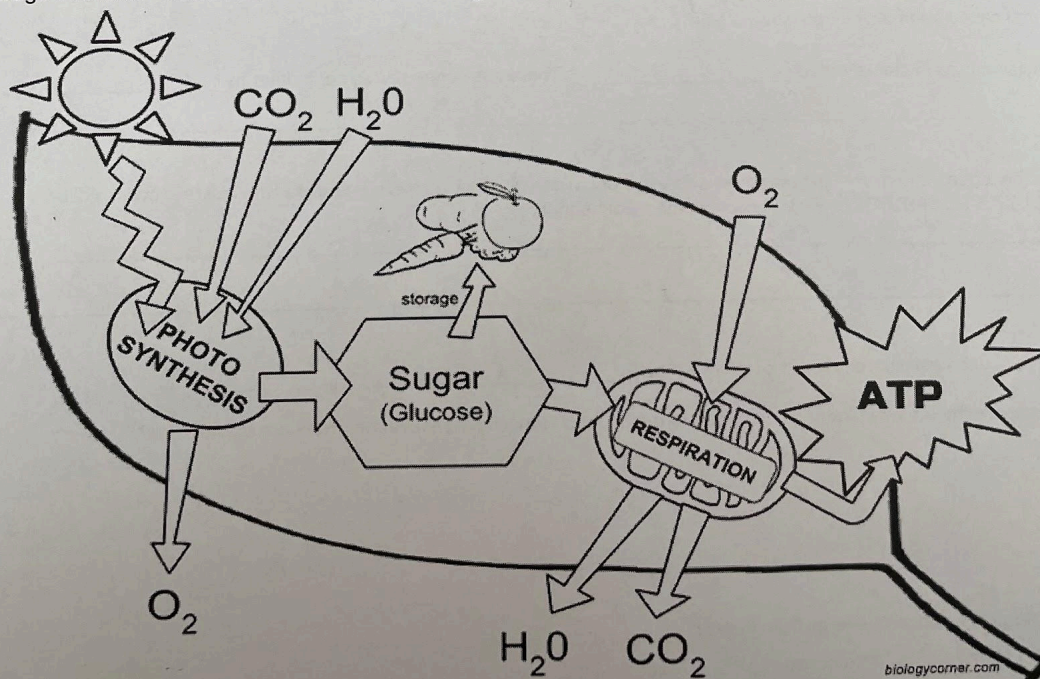 CO₂ H₂0
O₂
storage
PHOTO
SYNTHESIS
Sugar
(Glucose)
RESPIRATION
ATP
O₂
H₂0 CO₂
biologycorner.com